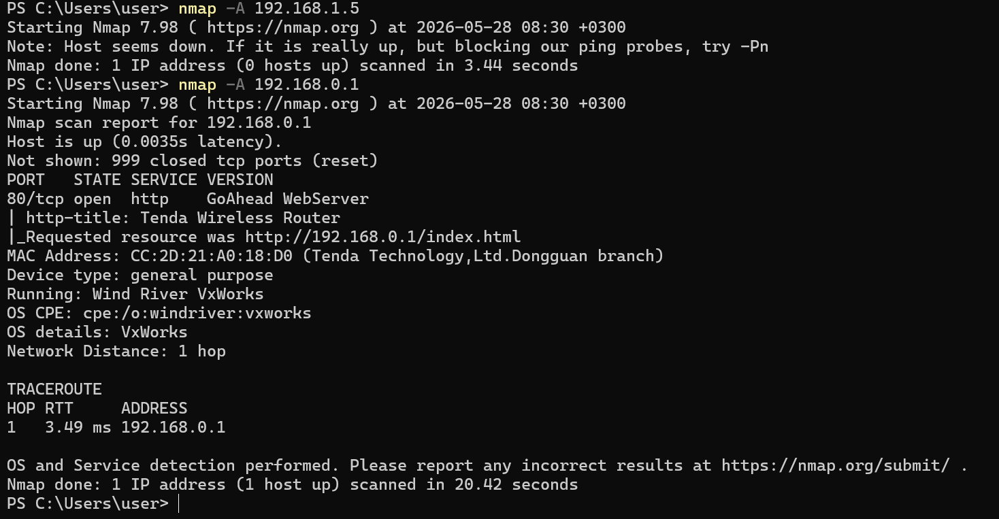 PS C:\Users\user> nmap -A 192.168.1.5
Starting Nmap 7.98 ( https://nmap.org ) at 2026-05-28 08:30 +0300
Note: Host seems down. If it is really up, but blocking our ping probes, try -Pn
Nmap done: 1 IP address (0 hosts up) scanned in 3.44 seconds
PS C:\Users\user> nmap -A 192.168.0.1
Starting Nmap 7.98 ( https://nmap.org ) at 2026-05-28 08:30 +0300
Nmap scan report for 192.168.0.1
Host is up (0.0035s latency).
Not shown: 999 closed tcp ports (reset)
PORT   STATE SERVICE VERSION
80/tcp open  http    GoAhead WebServer
| http-title: Tenda Wireless Router
|_Requested resource was http://192.168.0.1/index.html
MAC Address: CC:2D:21:A0:18:D0 (Tenda Technology,Ltd.Dongguan branch)
Device type: general purpose
Running: Wind River VxWorks
OS CPE: cpe:/o:windriver:vxworks
OS details: VxWorks
Network Distance: 1 hop

TRACEROUTE
HOP RTT     ADDRESS
1   3.49 ms 192.168.0.1

OS and Service detection performed. Please report any incorrect results at https://nmap.org/submit/ .
Nmap done: 1 IP address (1 host up) scanned in 20.42 seconds
PS C:\Users\user>